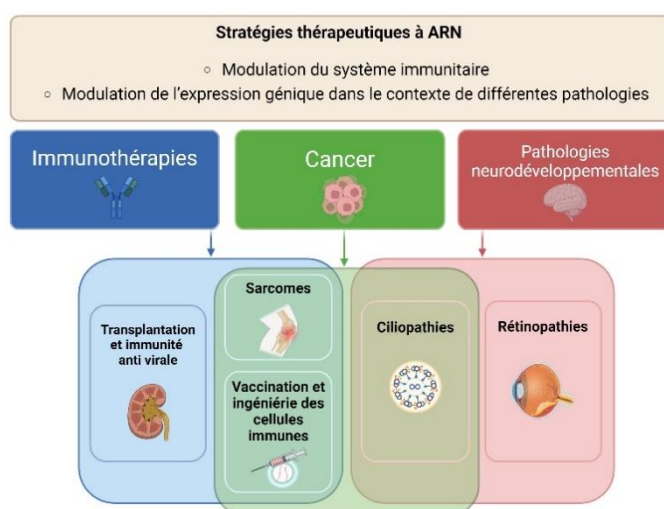 Stratégies thérapeutiques à ARN
○ Modulation du système immunitaire
○ Modulation de l'expression génique dans le contexte de différentes pathologies
Immunothérapies
Cancer
Pathologies
neurodéveloppementales
Transplantation
et immunité
anti virale
Sarcomes
Vaccination et
ingéniérie des
cellules
immunes
Ciliopathies
Rétinopathies